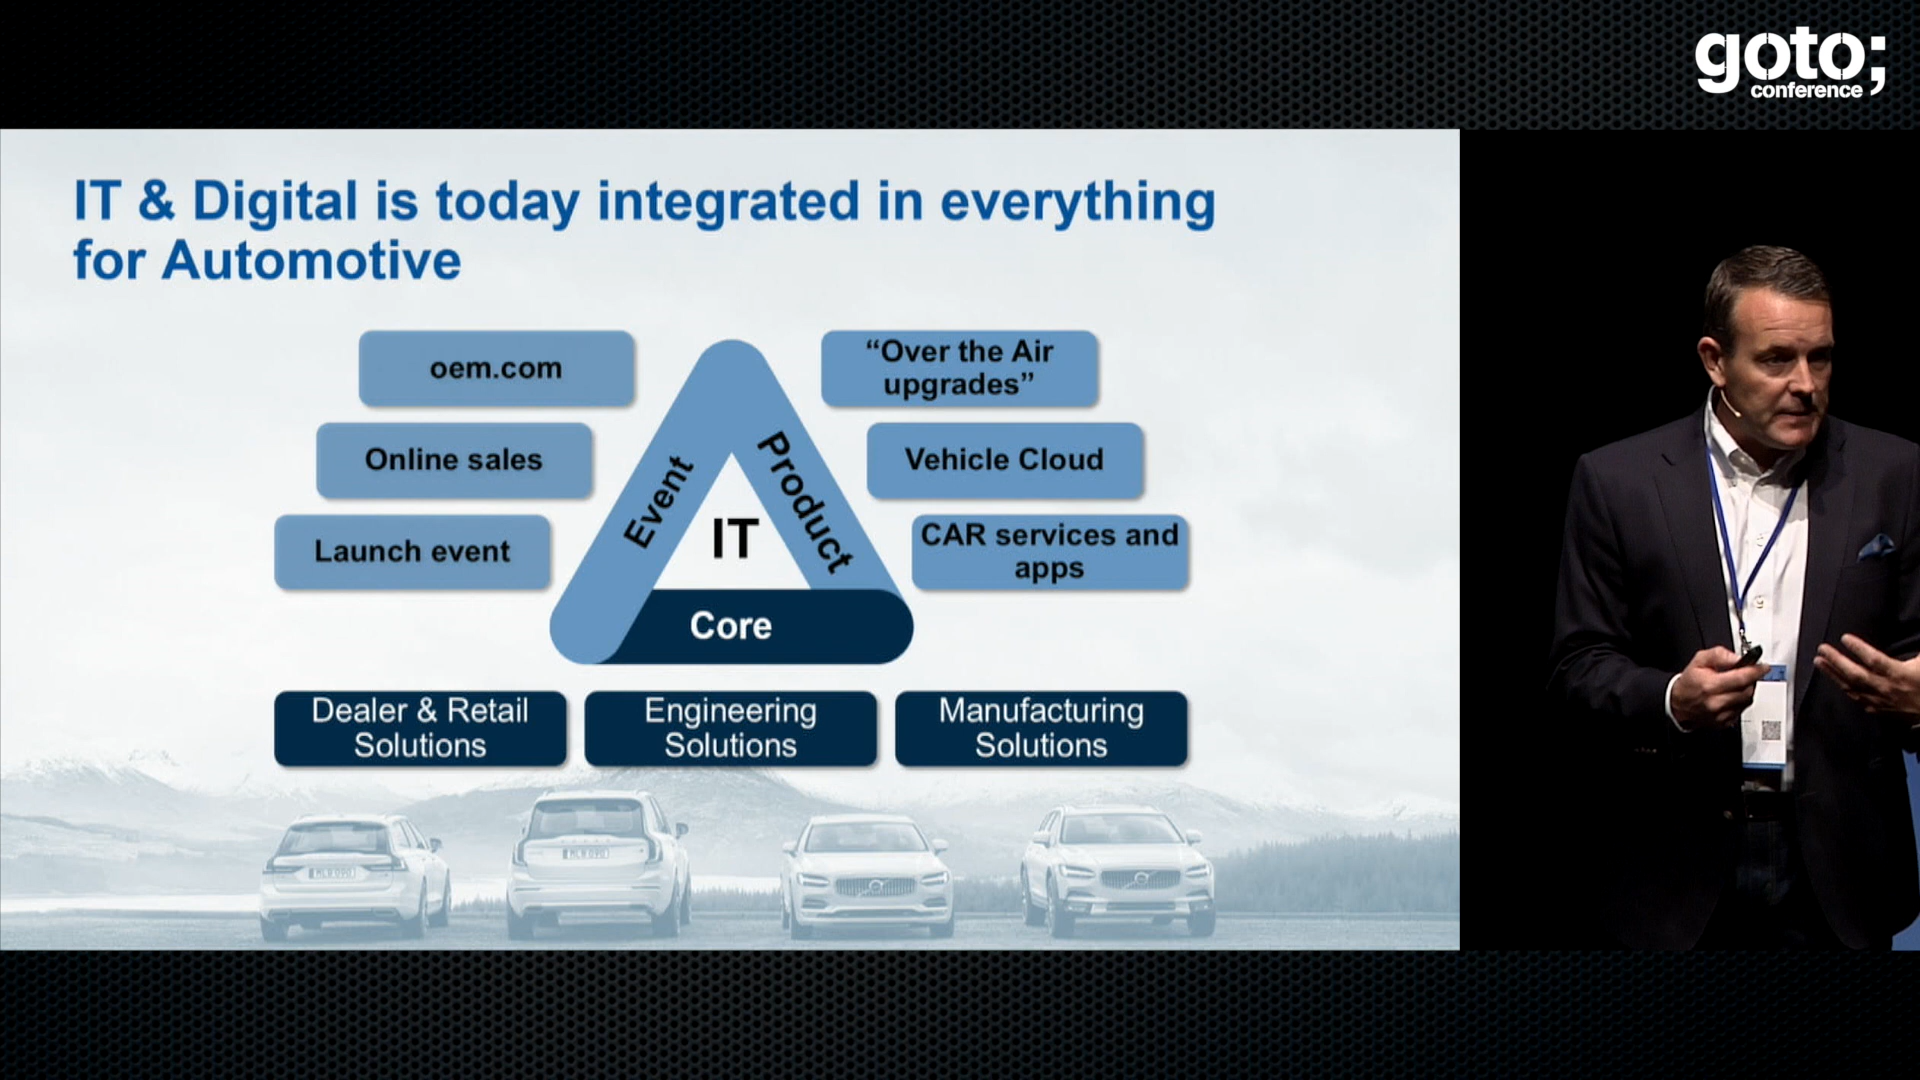 goto;
conference
IT & Digital is today integrated in everything
for Automotive
oem.com
Online sales
Launch event
Event
Product
IT
Core
“Over the Air
upgrades”
Vehicle Cloud
CAR services and
apps
Dealer & Retail
Solutions
Engineering
Solutions
Manufacturing
Solutions